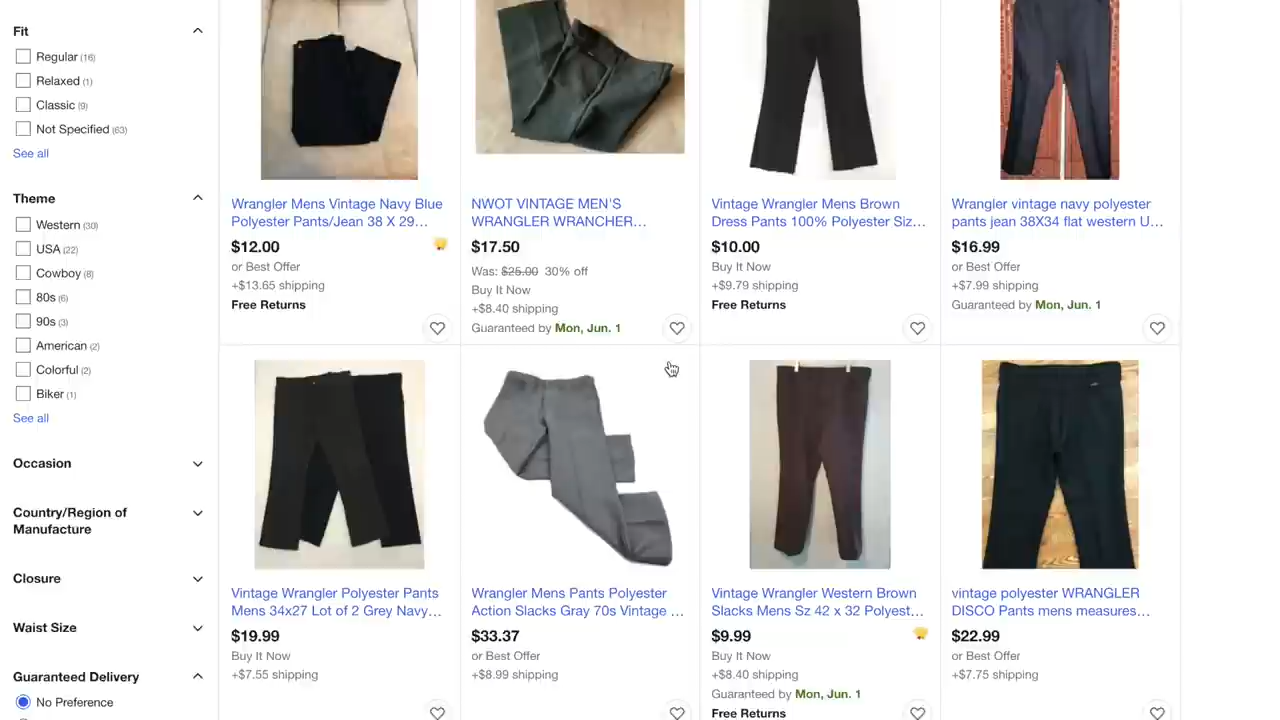 Fit
Regular (16)
Relaxed (1)
Classic (9)
Not Specified (63)
See all
Theme
Western (30)
USA (22)
Cowboy (8)
80s (6)
90s (3)
American (2)
Colorful (2)
Biker (1)
See all
Occasion
Country/Region of
Manufacture
Closure
Waist Size
Guaranteed Delivery
No Preference
Wrangler Mens Vintage Navy Blue
Polyester Pants/Jean 38 X 29...
$12.00
or Best Offer
+$13.65 shipping
Free Returns
NWOT VINTAGE MEN'S
WRANGLER WRANCHER...
$17.50
Was: $25.00 30% off
Buy It Now
+$8.40 shipping
Guaranteed by Mon, Jun. 1
Vintage Wrangler Mens Brown
Dress Pants 100% Polyester Siz...
$10.00
Buy It Now
+$9.79 shipping
Free Returns
Wrangler vintage navy polyester
pants jean 38X34 flat western U...
$16.99
or Best Offer
+$7.99 shipping
Guaranteed by Mon, Jun. 1
Vintage Wrangler Polyester Pants
Mens 34x27 Lot of 2 Grey Navy...
$19.99
Buy It Now
+$7.55 shipping
Wrangler Mens Pants Polyester
Action Slacks Gray 70s Vintage ...
$33.37
or Best Offer
+$8.99 shipping
Vintage Wrangler Western Brown
Slacks Mens Sz 42 x 32 Polyest...
$9.99
Buy It Now
+$8.40 shipping
Guaranteed by Mon, Jun. 1
Free Returns
vintage polyester WRANGLER
DISCO Pants mens measures...
$22.99
or Best Offer
+$7.75 shipping